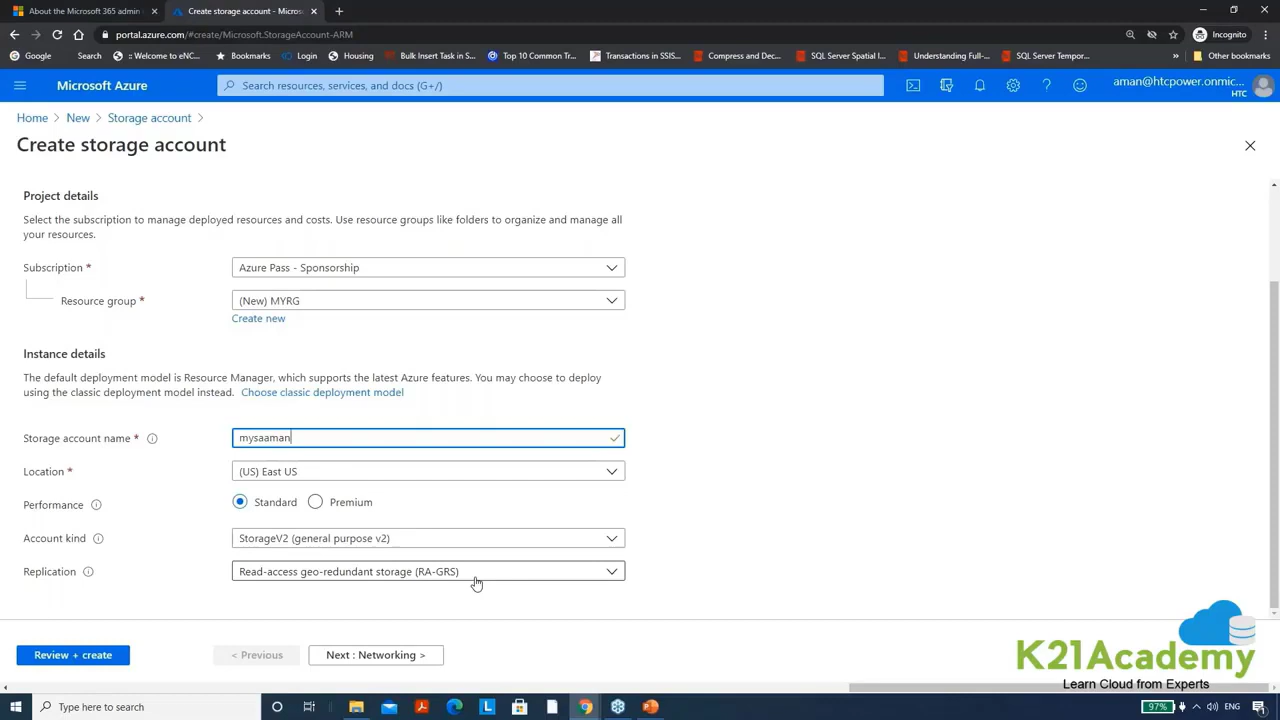 About the Microsoft 365 admin
Create storage account - Micros
portal.azure.com/#create/Microsoft.StorageAccount-ARM
Incognito
Google
Content
:: Welcome to eNC...
Bookmarks
Login
Housing
Bulk Insert Task in S...
Top 10 Common Tr...
Transactions in SSIS...
Compress and Dec...
SQL Server Spatial I...
Understanding Full-...
SQL Server Tempor...
»
Other bookmarks
Microsoft Azure
Search resources, services, and docs (G+/)
aman@htcpower.onmic...
HTC
Home > New > Storage account >
Create storage account
Project details
Select the subscription to manage deployed resources and costs. Use resource groups like folders to organize and manage all
your resources.
Subscription *
Azure Pass - Sponsorship
Resource group *
(New) MYRG
Create new
Instance details
The default deployment model is Resource Manager, which supports the latest Azure features. You may choose to deploy
using the classic deployment model instead. Choose classic deployment model
Storage account name *
mysaaman
Location *
(US) East US
Performance
Standard
Premium
Account kind
StorageV2 (general purpose v2)
Replication
Read-access geo-redundant storage (RA-GRS)
Review + create
< Previous
Next : Networking >
K21Academy
Learn Cloud from Experts
Type here to search
97%
ENG